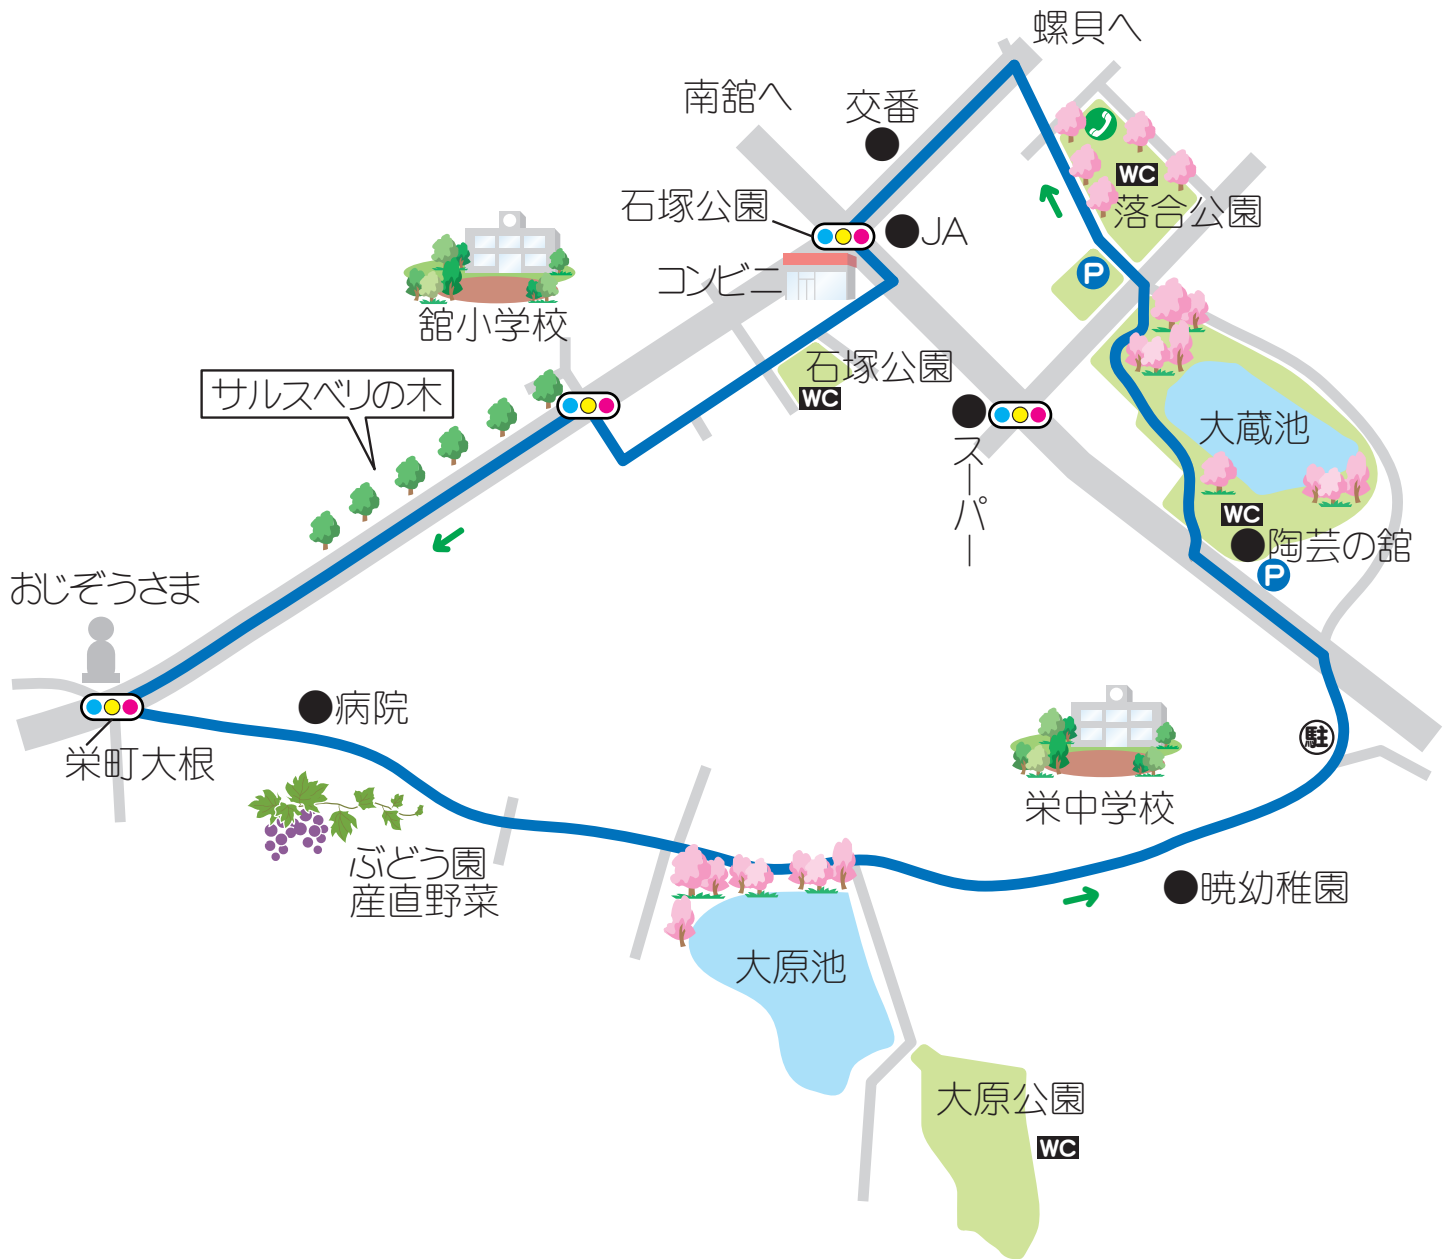 螺貝へ
南舘へ
交番
石塚公園
JA
WC
落合公園
コンビニ
P
舘小学校
石塚公園
WC
サルスベリの木
スーパー
大蔵池
WC
陶芸の舘
P
おじぞうさま
病院
栄町大根
駐
栄中学校
ぶどう園
産直野菜
暁幼稚園
大原池
大原公園
WC